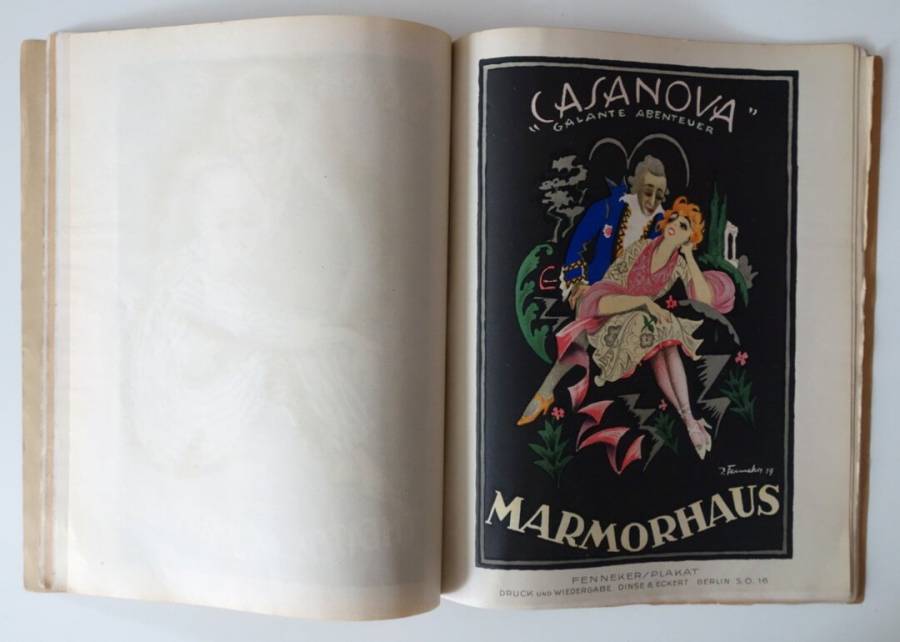 „CASANOVA”
GALANTE ABENTEUER
J. Fenneker 19
MARMORHAUS
FENNEKER/PLAKAT
DRUCK UND WIEDERGABE DINSE & ECKERT BERLIN S.O. 16